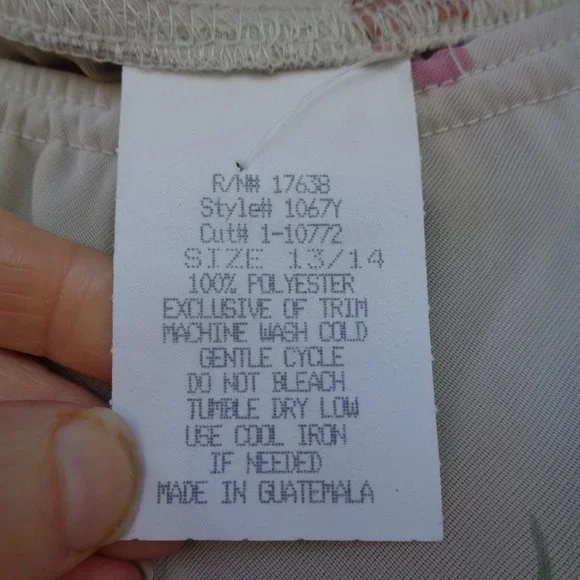 R/N# 17638
Style# 1067Y
Cut# 1-10772
SIZE 13/14
100% POLYESTER
EXCLUSIVE OF TRIM
MACHINE WASH COLD
GENTLE CYCLE
DO NOT BLEACH
TUMBLE DRY LOW
USE COOL IRON
IF NEEDED
MADE IN GUATEMALA